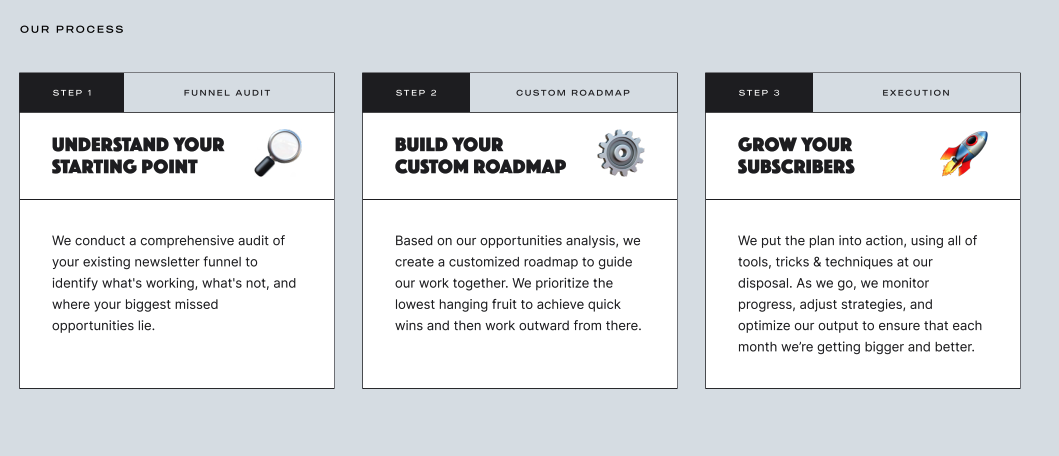 OUR PROCESS
STEP 1
FUNNEL AUDIT
UNDERSTAND YOUR
STARTING POINT
We conduct a comprehensive audit of
your existing newsletter funnel to
identify what's working, what's not, and
where your biggest missed
opportunities lie.
STEP 2
CUSTOM ROADMAP
BUILD YOUR
CUSTOM ROADMAP
Based on our opportunities analysis, we
create a customized roadmap to guide
our work together. We prioritize the
lowest hanging fruit to achieve quick
wins and then work outward from there.
STEP 3
EXECUTION
GROW YOUR
SUBSCRIBERS
We put the plan into action, using all of
tools, tricks & techniques at our
disposal. As we go, we monitor
progress, adjust strategies, and
optimize our output to ensure that each
month we’re getting bigger and better.